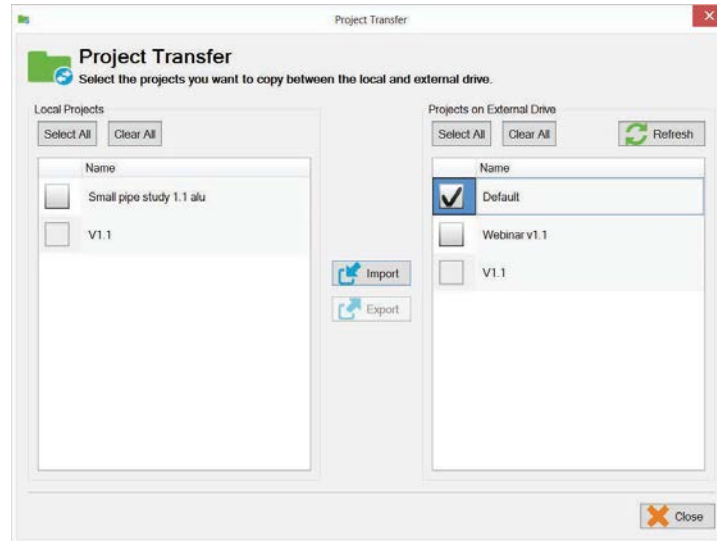 Project Transfer
Project Transfer
Select the projects you want to copy between the local and external drive.
Local Projects
Select All
Clear All
Name
Small pipe study 1.1 alu
V1.1
Import
Export
Projects on External Drive
Select All
Clear All
Refresh
Name
Default
Webinar v1.1
V1.1
Close